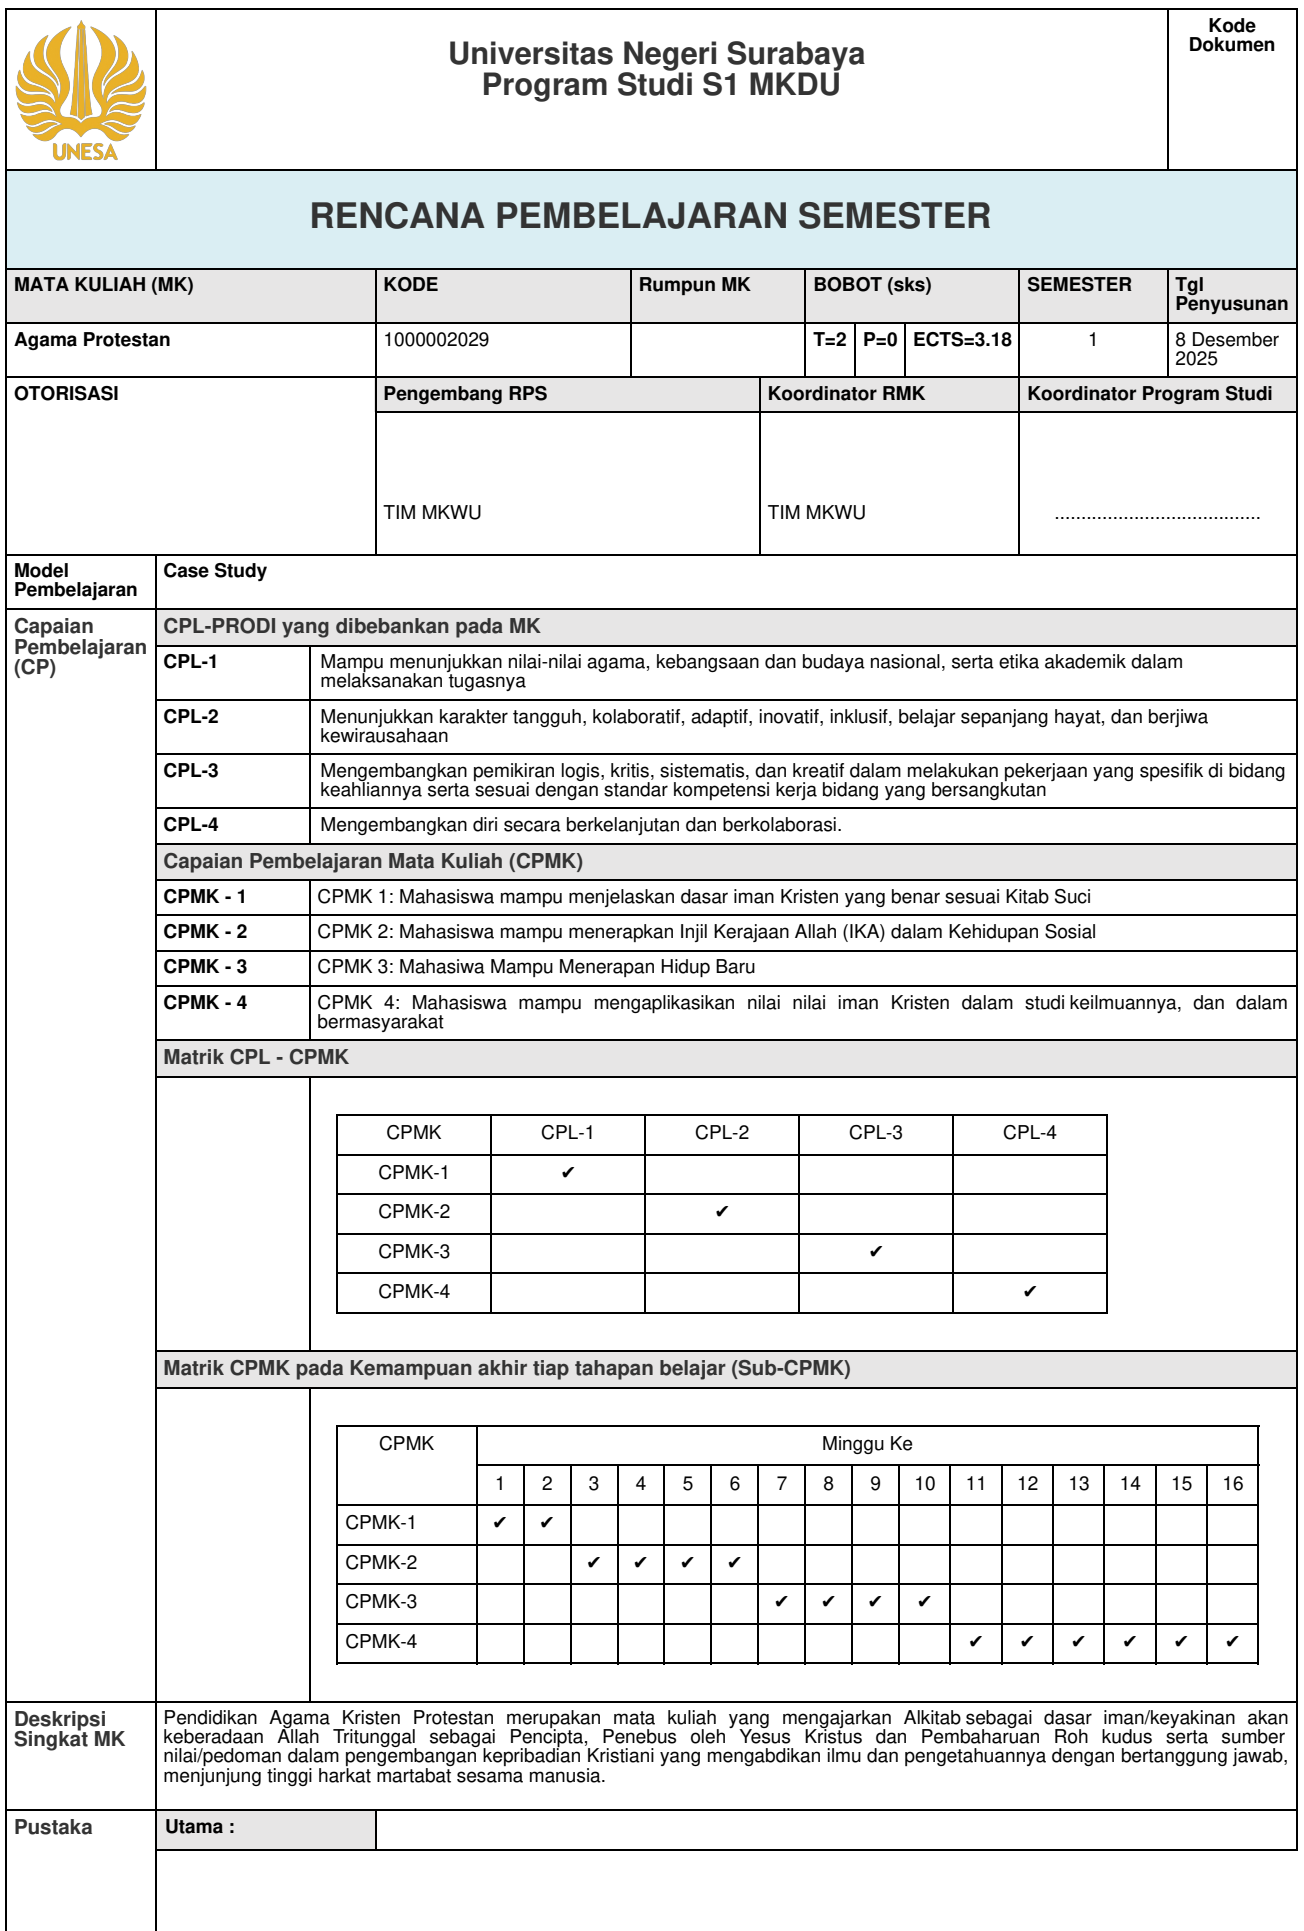 UNESA
Universitas Negeri Surabaya
Program Studi S1 MKDU
Kode
Dokumen
RENCANA PEMBELAJARAN SEMESTER
MATA KULIAH (MK) KODE Rumpun MK BOBOT (sks) SEMESTER Tgl
Penyusunan
Agama Protestan 1000002029 T=2 P=0 ECTS=3.18 1 8 Desember
2025
OTORISASI Pengembang RPS Koordinator RMK Koordinator Program Studi
TIM MKWU TIM MKWU .......................................
Model
Pembelajaran
Case Study
Capaian
Pembelajaran
(CP)
CPL-PRODI yang dibebankan pada MK
CPL-1 Mampu menunjukkan nilai-nilai agama, kebangsaan dan budaya nasional, serta etika akademik dalam
melaksanakan tugasnya
CPL-2 Menunjukkan karakter tangguh, kolaboratif, adaptif, inovatif, inklusif, belajar sepanjang hayat, dan berjiwa
kewirausahaan
CPL-3 Mengembangkan pemikiran logis, kritis, sistematis, dan kreatif dalam melakukan pekerjaan yang spesifik di bidang
keahliannya serta sesuai dengan standar kompetensi kerja bidang yang bersangkutan
CPL-4 Mengembangkan diri secara berkelanjutan dan berkolaborasi.
Capaian Pembelajaran Mata Kuliah (CPMK)
CPMK - 1 CPMK 1: Mahasiswa mampu menjelaskan dasar iman Kristen yang benar sesuai Kitab Suci
CPMK - 2 CPMK 2: Mahasiswa mampu menerapkan Injil Kerajaan Allah (IKA) dalam Kehidupan Sosial
CPMK - 3 CPMK 3: Mahasiwa Mampu Menerapan Hidup Baru
CPMK - 4 CPMK 4: Mahasiswa mampu mengaplikasikan nilai nilai iman Kristen dalam studi keilmuannya, dan dalam
bermasyarakat
Matrik CPL - CPMK
CPMK CPL-1 CPL-2 CPL-3 CPL-4
CPMK-1 ✔
CPMK-2 ✔
CPMK-3 ✔
CPMK-4 ✔
Matrik CPMK pada Kemampuan akhir tiap tahapan belajar (Sub-CPMK)
CPMK Minggu Ke
1 2 3 4 5 6 7 8 9 10 11 12 13 14 15 16
CPMK-1 ✔ ✔
CPMK-2 ✔ ✔ ✔ ✔
CPMK-3 ✔ ✔ ✔ ✔
CPMK-4 ✔ ✔ ✔ ✔ ✔ ✔
Deskripsi
Singkat MK
Pendidikan Agama Kristen Protestan merupakan mata kuliah yang mengajarkan Alkitab sebagai dasar iman/keyakinan akan
keberadaan Allah Tritunggal sebagai Pencipta, Penebus oleh Yesus Kristus dan Pembaharuan Roh kudus serta sumber
nilai/pedoman dalam pengembangan kepribadian Kristiani yang mengabdikan ilmu dan pengetahuannya dengan bertanggung jawab,
menjunjung tinggi harkat martabat sesama manusia.
Pustaka Utama :